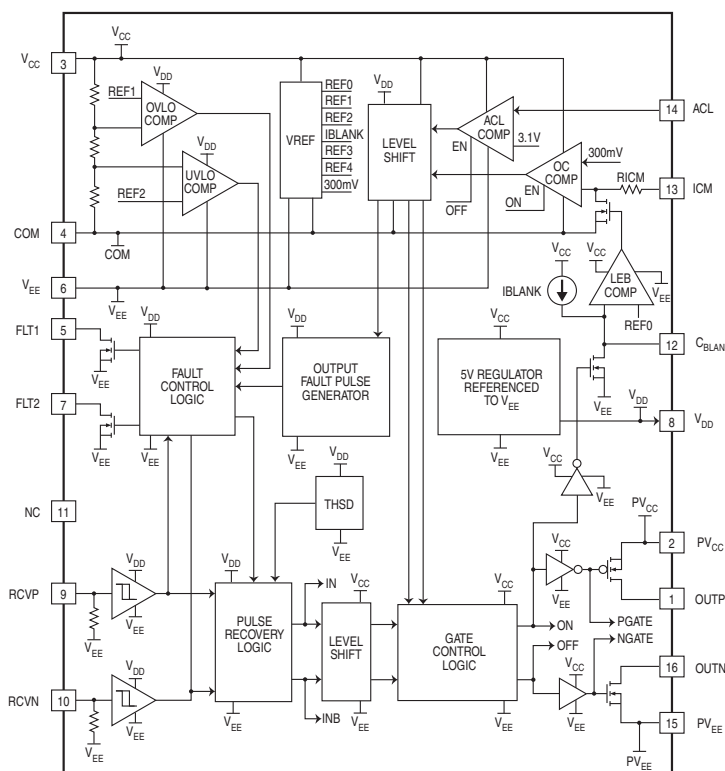 VCC
3
VCC
REF1
VDD
OVLO
COMP
VDD
UVLO
COMP
REF2
COM
4
COM
VEE
6
VEE
VREF
REF0
REF1
REF2
IBLANK
REF3
REF4
300mV
VDD
LEVEL
SHIFT
ACL
COMP
EN
3.1V
OFF
14
ACL
OC
COMP
EN
ON
300mV
RICM
13
ICM
VCC
IBLANK
VCC
LEB
COMP
VEE
REF0
12
CBLAN
VEE
FLT1
5
VEE
FLT2
7
VEE
VDD
FAULT
CONTROL
LOGIC
VEE
VDD
OUTPUT
FAULT PULSE
GENERATOR
VEE
VCC
5V REGULATOR
REFERENCED
TO VEE
VEE
VDD
8
VDD
VCC
VEE
NC
11
VDD
THSD
VEE
RCVP
9
VEE
VDD
VEE
RCVN
10
VEE
VDD
VEE
VDD
PULSE
RECOVERY
LOGIC
VEE
IN
INB
VCC
LEVEL
SHIFT
VEE
VCC
GATE
CONTROL
LOGIC
VEE
ON
OFF
VCC
VEE
PGATE
NGATE
PVCC
2
PVCC
1
OUTP
VCC
VEE
16
OUTN
15
PVEE
PVEE